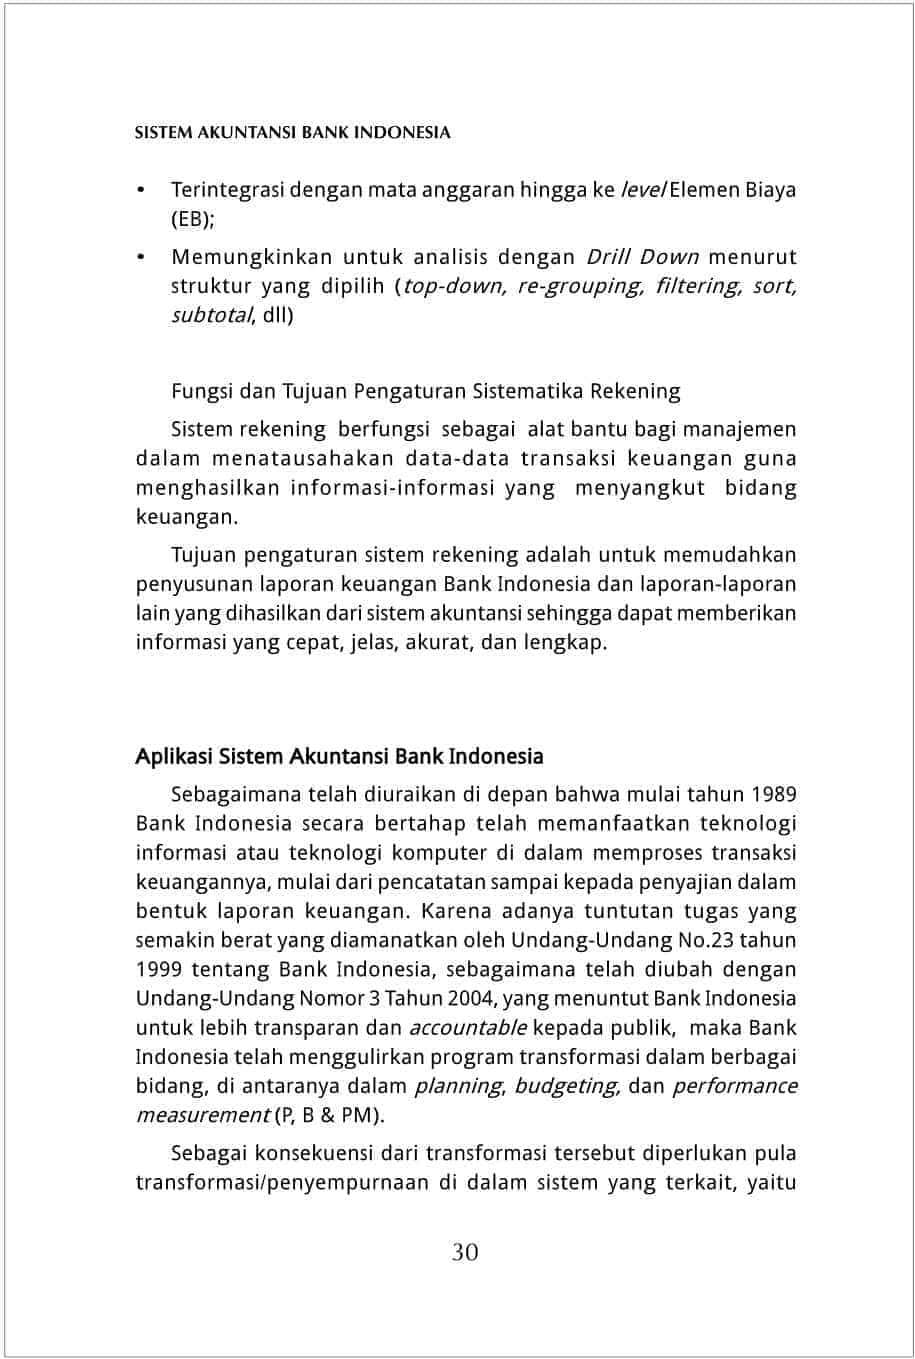 SISTEM AKUNTANSI BANK INDONESIA
• Terintegrasi dengan mata anggaran hingga ke level Elemen Biaya
(EB);
• Memungkinkan untuk analisis dengan Drill Down menurut
struktur yang dipilih (top-down, re-grouping, filtering, sort,
subtotal, dll)
Fungsi dan Tujuan Pengaturan Sistematika Rekening
Sistem rekening berfungsi sebagai alat bantu bagi manajemen
dalam menatausahakan data-data transaksi keuangan guna
menghasilkan informasi-informasi yang menyangkut bidang
keuangan.
Tujuan pengaturan sistem rekening adalah untuk memudahkan
penyusunan laporan keuangan Bank Indonesia dan laporan-laporan
lain yang dihasilkan dari sistem akuntansi sehingga dapat memberikan
informasi yang cepat, jelas, akurat, dan lengkap.
Aplikasi Sistem Akuntansi Bank Indonesia
Sebagaimana telah diuraikan di depan bahwa mulai tahun 1989
Bank Indonesia secara bertahap telah memanfaatkan teknologi
informasi atau teknologi komputer di dalam memproses transaksi
keuangannya, mulai dari pencatatan sampai kepada penyajian dalam
bentuk laporan keuangan. Karena adanya tuntutan tugas yang
semakin berat yang diamanatkan oleh Undang-Undang No.23 tahun
1999 tentang Bank Indonesia, sebagaimana telah diubah dengan
Undang-Undang Nomor 3 Tahun 2004, yang menuntut Bank Indonesia
untuk lebih transparan dan accountable kepada publik, maka Bank
Indonesia telah menggulirkan program transformasi dalam berbagai
bidang, di antaranya dalam planning, budgeting, dan performance
measurement (P, B & PM).
Sebagai konsekuensi dari transformasi tersebut diperlukan pula
transformasi/penyempurnaan di dalam sistem yang terkait, yaitu
30